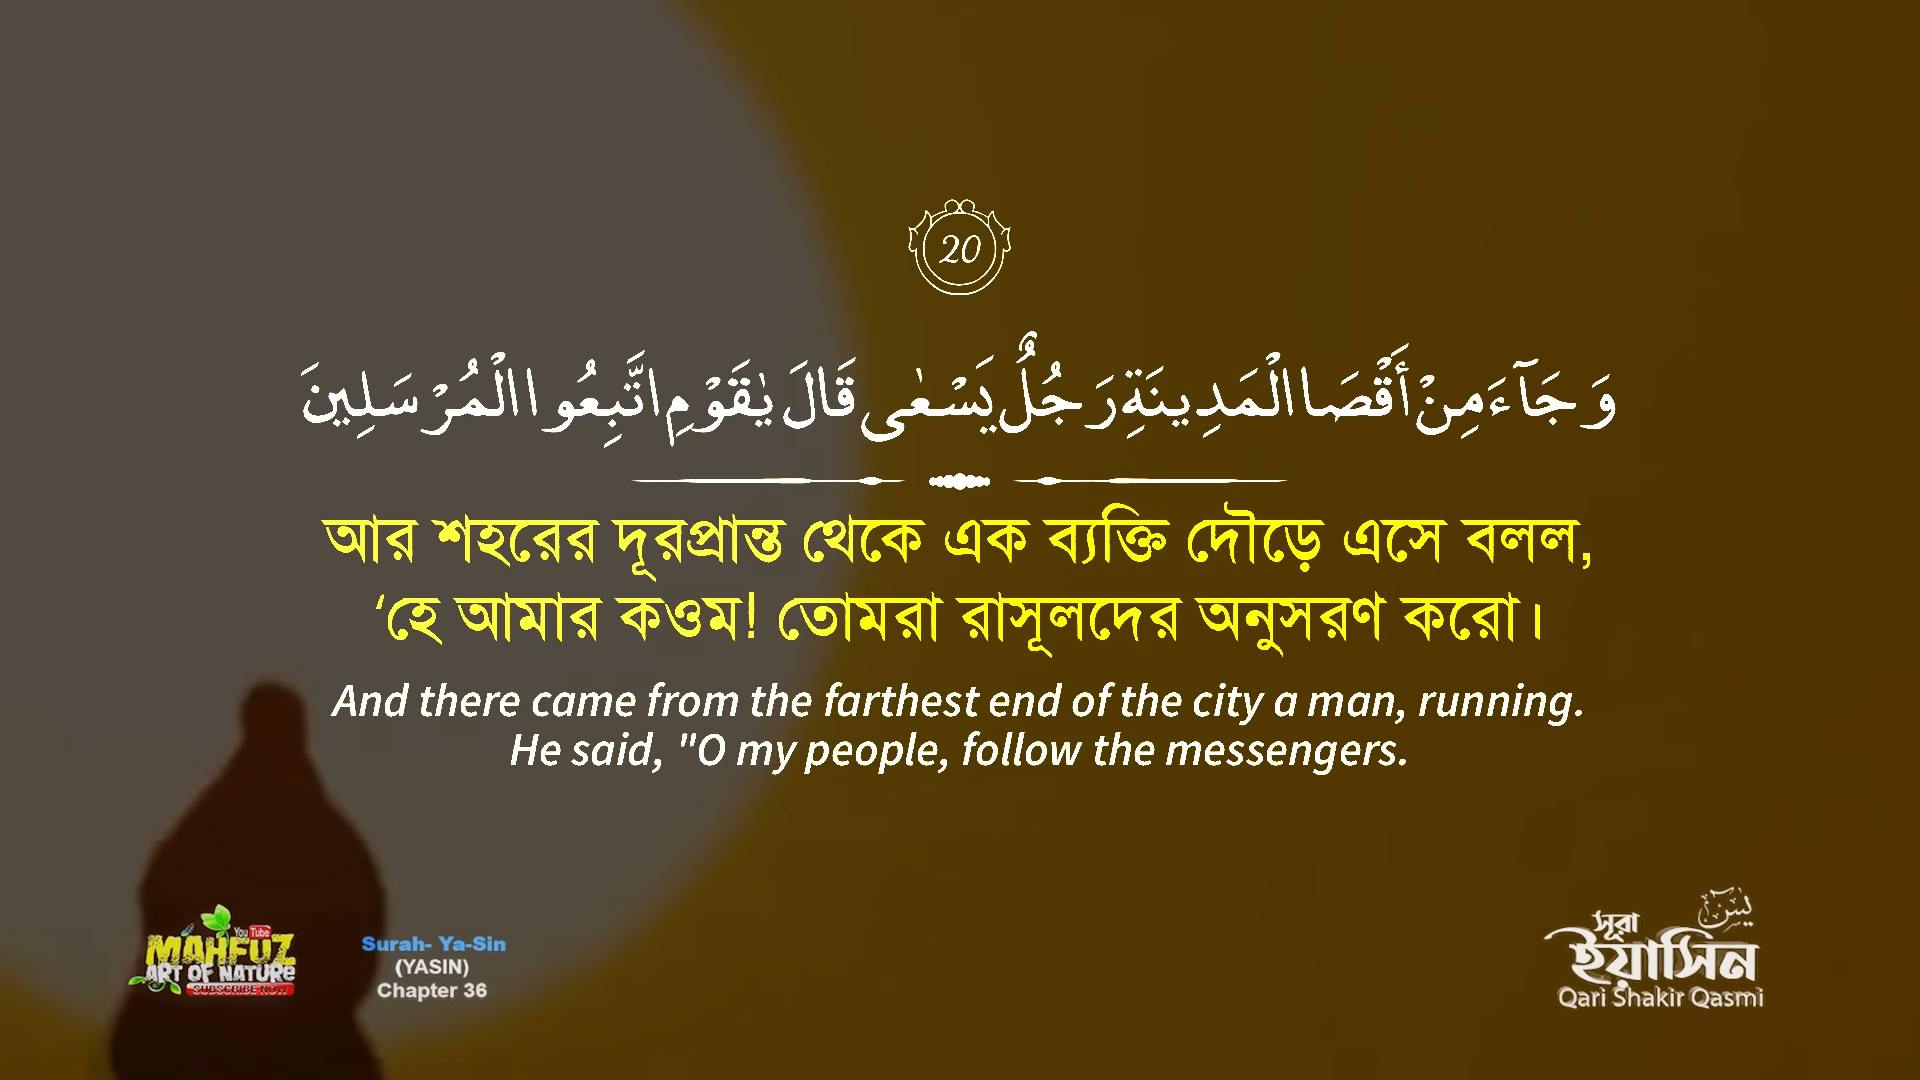 20
وَجَآءَ مِنْ أَقْصَا الْمَدِينَةِ رَجُلٌ يَسْعٰى قَالَ يٰقَوْمِ اتَّبِعُوا الْمُرْسَلِينَ
আর শহরের দূরপ্রান্ত থেকে এক ব্যক্তি দৌড়ে এসে বলল,
‘হে আমার কওম! তোমরা রাসূলদের অনুসরণ করো।
And there came from the farthest end of the city a man, running.
He said, "O my people, follow the messengers.
You Tube
MAHFUZ
ART OF NATURE
SUBSCRIBE NOW
Surah- Ya-Sin
(YASIN)
Chapter 36
يس
সূরা
ইয়াসিন
Qari Shakir Qasmi